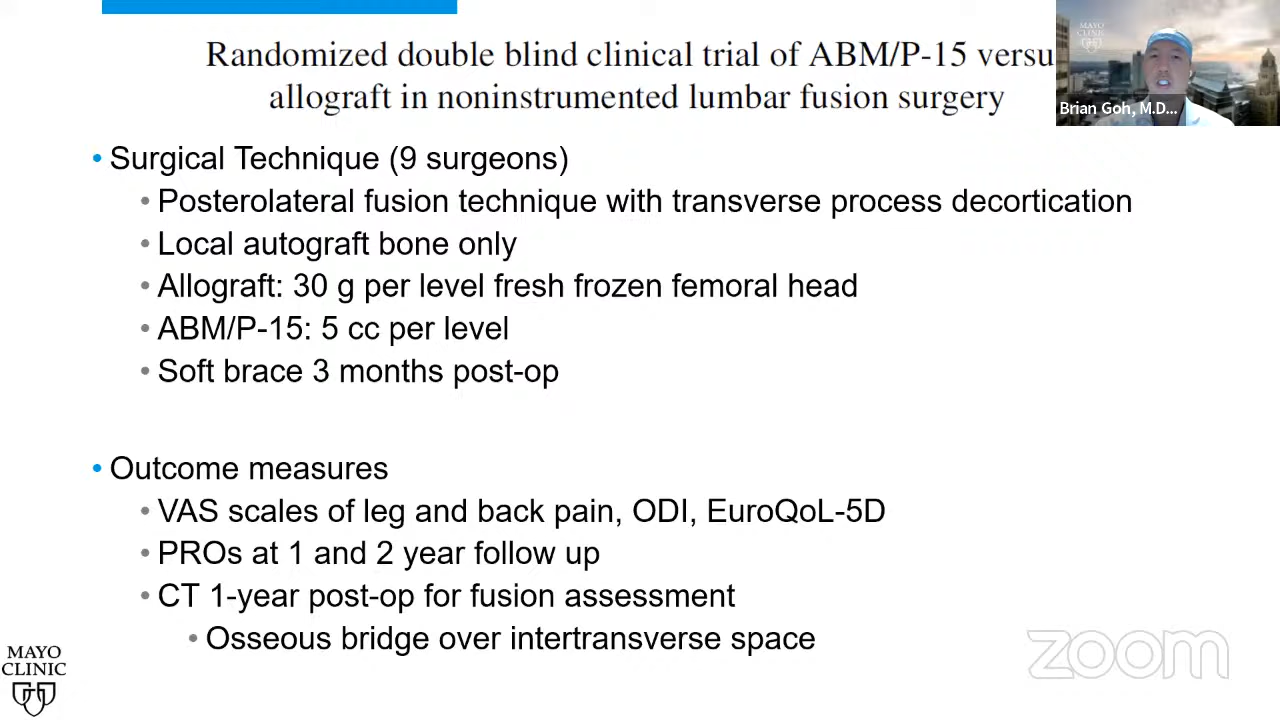 Randomized double blind clinical trial of ABM/P-15 versu
allograft in noninstrumented lumbar fusion surgery
MAYO
CLINIC
Brian Goh, M.D...
• Surgical Technique (9 surgeons)
• Posterolateral fusion technique with transverse process decortication
• Local autograft bone only
• Allograft: 30 g per level fresh frozen femoral head
• ABM/P-15: 5 cc per level
• Soft brace 3 months post-op
• Outcome measures
• VAS scales of leg and back pain, ODI, EuroQoL-5D
• PROs at 1 and 2 year follow up
• CT 1-year post-op for fusion assessment
• Osseous bridge over intertransverse space
MAYO
CLINIC
zoom